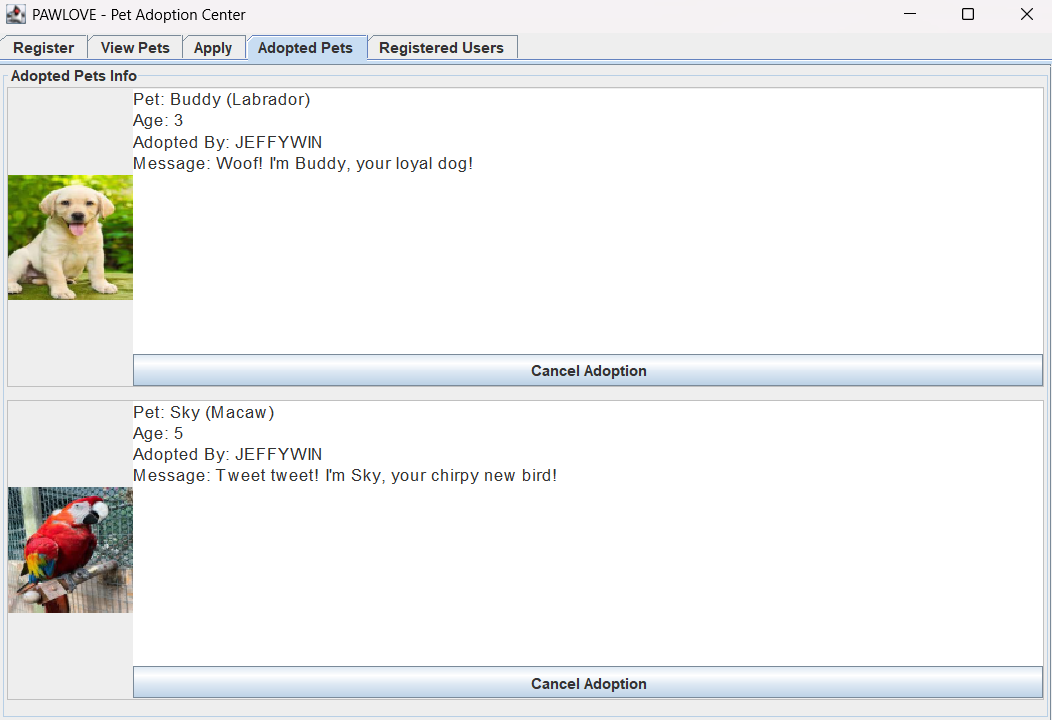 PAWLOVE - Pet Adoption Center
Register View Pets Apply Adopted Pets Registered Users
Adopted Pets Info
Pet: Buddy (Labrador)
Age: 3
Adopted By: JEFFYWIN
Message: Woof! I'm Buddy, your loyal dog!
Cancel Adoption
Pet: Sky (Macaw)
Age: 5
Adopted By: JEFFYWIN
Message: Tweet tweet! I'm Sky, your chirpy new bird!
Cancel Adoption